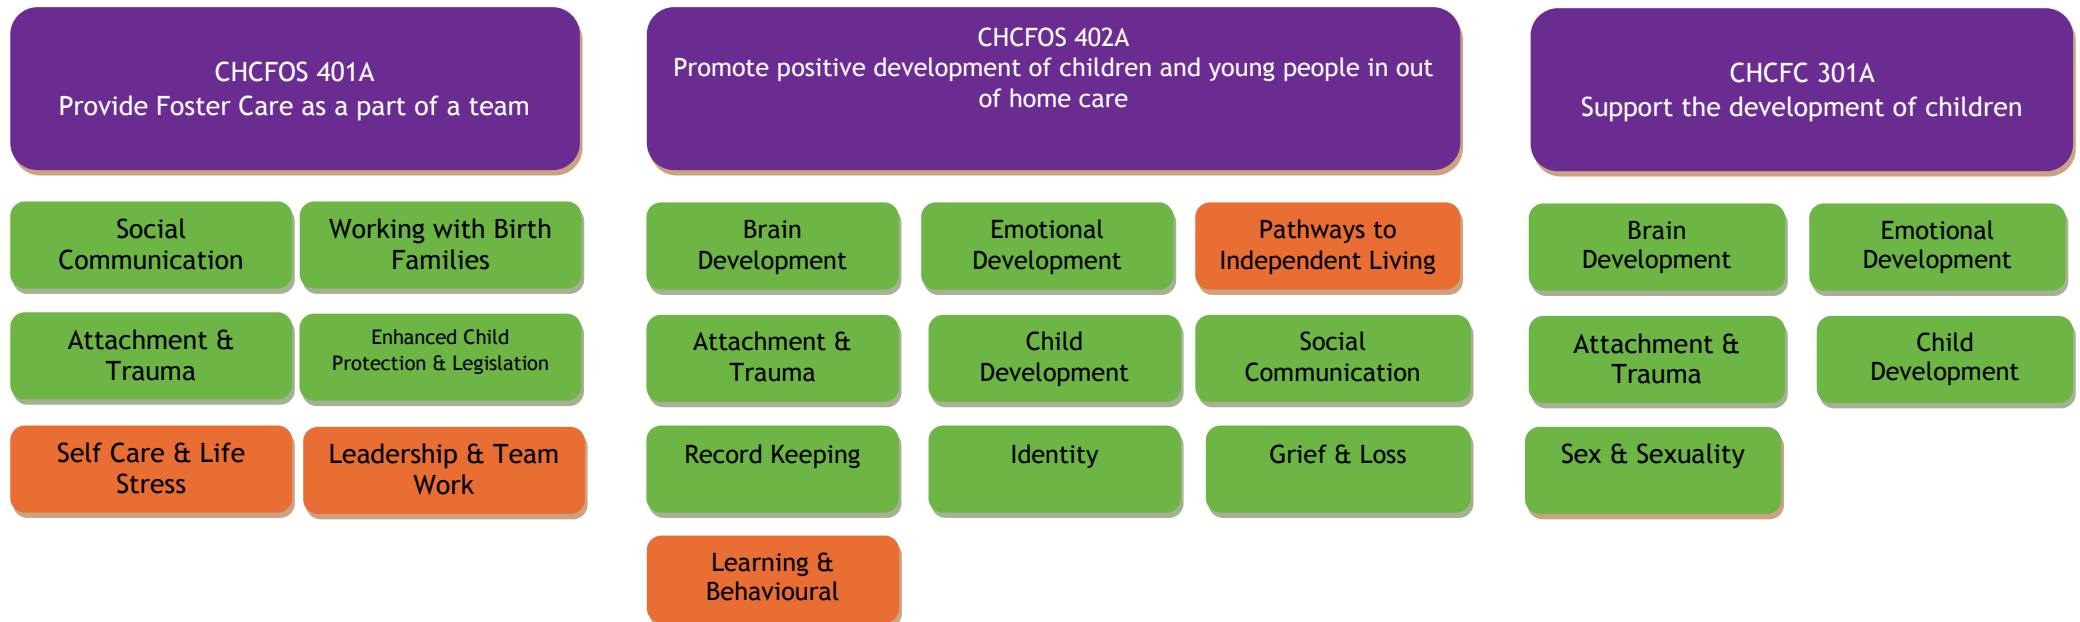 CHCFOS 401A
Provide Foster Care as a part of a team
Social
Communication
Working with Birth
Families
Attachment &
Trauma
Enhanced Child
Protection & Legislation
Self Care & Life
Stress
Leadership & Team
Work
CHCFOS 402A
Promote positive development of children and young people in out
of home care
Brain
Development
Emotional
Development
Pathways to
Independent Living
Attachment &
Trauma
Child
Development
Social
Communication
Record Keeping
Identity
Grief & Loss
Learning &
Behavioural
CHCFC 301A
Support the development of children
Brain
Development
Emotional
Development
Attachment &
Trauma
Child
Development
Sex & Sexuality